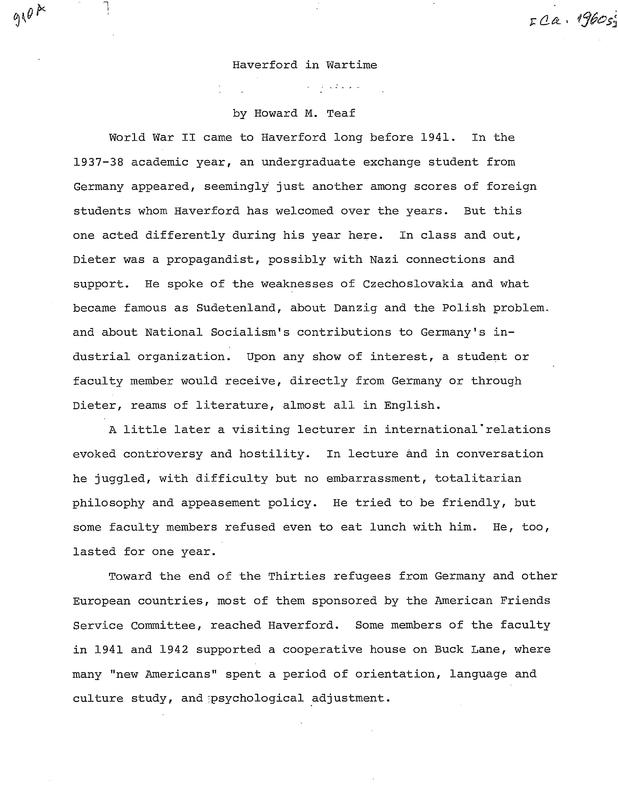 910A
[Ca. 1960s]
Haverford in Wartime
by Howard M. Teaf
World War II came to Haverford long before 1941. In the
1937-38 academic year, an undergraduate exchange student from
Germany appeared, seemingly just another among scores of foreign
students whom Haverford has welcomed over the years. But this
one acted differently during his year here. In class and out,
Dieter was a propagandist, possibly with Nazi connections and
support. He spoke of the weaknesses of Czechoslovakia and what
became famous as Sudetenland, about Danzig and the Polish problem.
and about National Socialism's contributions to Germany's in-
dustrial organization. Upon any show of interest, a student or
faculty member would receive, directly from Germany or through
Dieter, reams of literature, almost all in English.
A little later a visiting lecturer in international relations
evoked controversy and hostility. In lecture and in conversation
he juggled, with difficulty but no embarrassment, totalitarian
philosophy and appeasement policy. He tried to be friendly, but
some faculty members refused even to eat lunch with him. He, too,
lasted for one year.
Toward the end of the Thirties refugees from Germany and other
European countries, most of them sponsored by the American Friends
Service Committee, reached Haverford. Some members of the faculty
in 1941 and 1942 supported a cooperative house on Buck Lane, where
many "new Americans" spent a period of orientation, language and
culture study, and psychological adjustment.